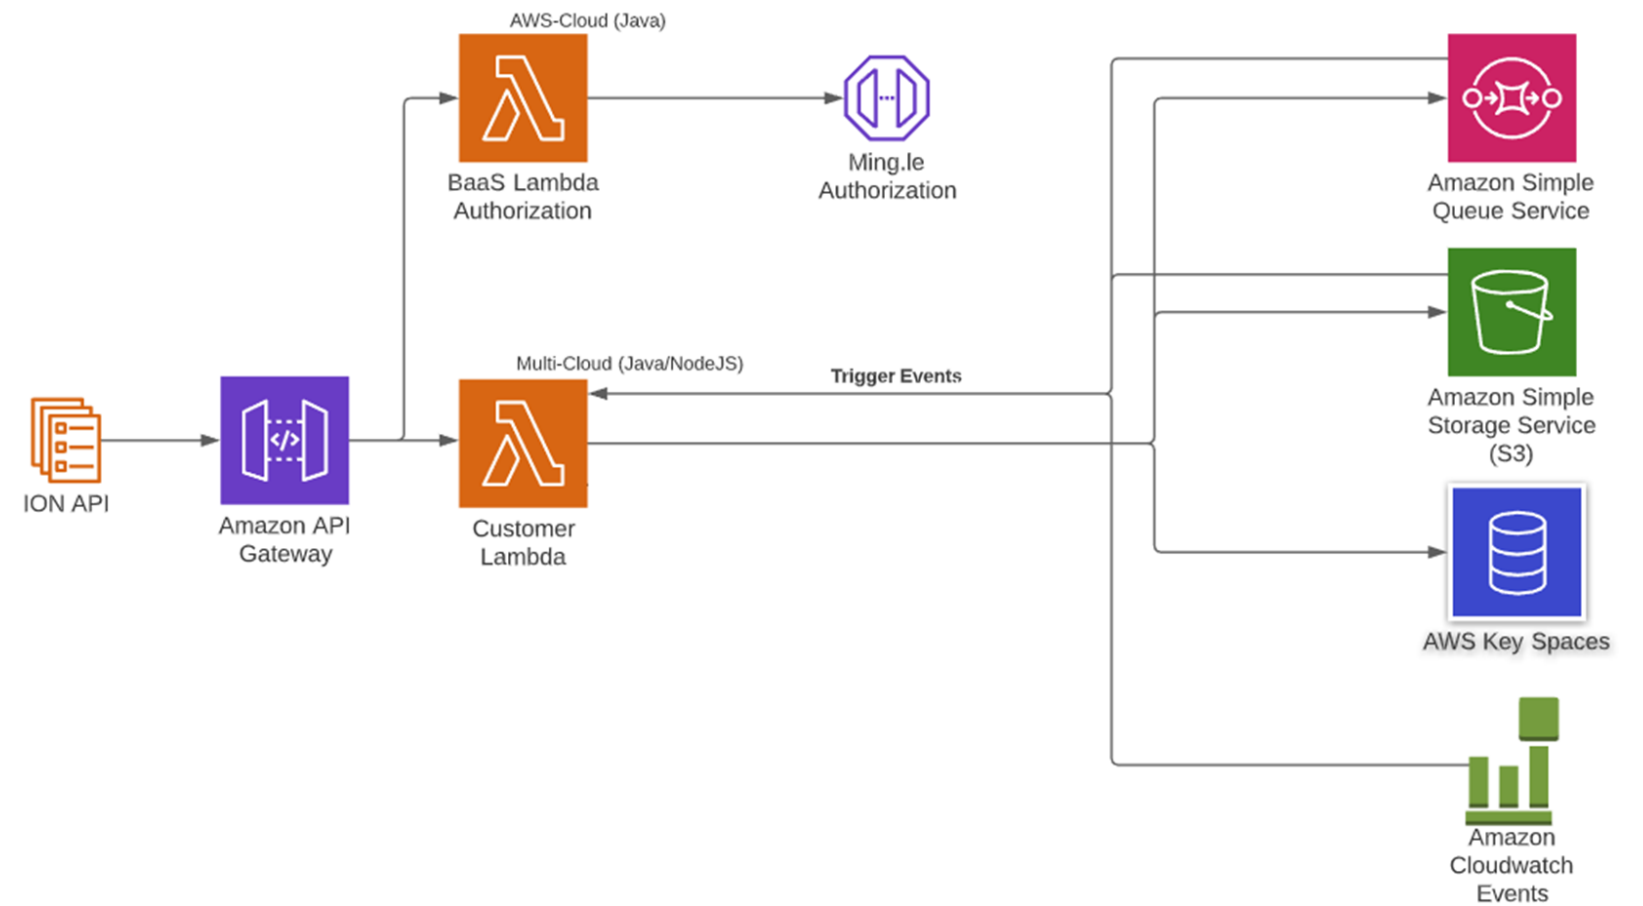 AWS-Cloud (Java)
BaaS Lambda
Authorization
Ming.le
Authorization
Amazon Simple
Queue Service
Multi-Cloud (Java/NodeJS)
Trigger Events
Amazon Simple
Storage Service
(S3)
ION API
Amazon API
Gateway
</>
Customer
Lambda
AWS Key Spaces
Amazon
Cloudwatch
Events